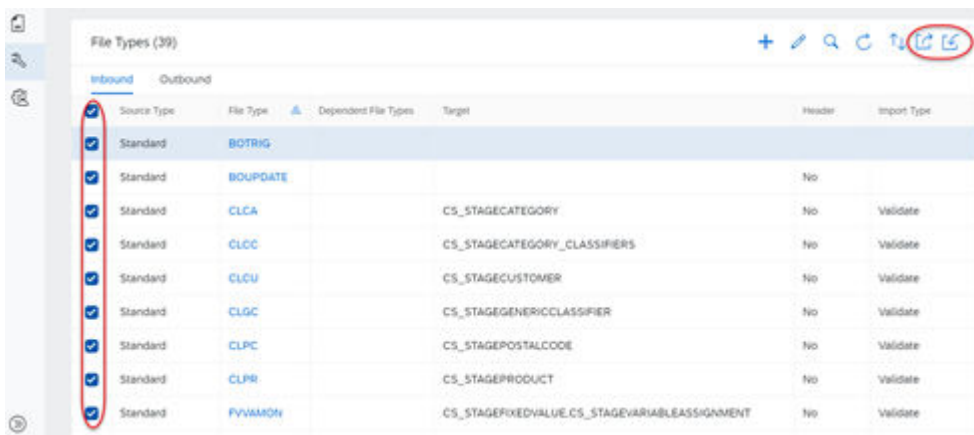 File Types (39)
Inbound Outbound
Source Type File Type Dependent File Types Target Header Import Type
Standard BOTRIG
Standard BOUPDATE No
Standard CLCA CS_STAGECATEGORY No Validate
Standard CLCC CS_STAGECATEGORY_CLASSIFIERS No Validate
Standard CLCU CS_STAGECUSTOMER No Validate
Standard CLGC CS_STAGEGENERICCLASSIFIER No Validate
Standard CLPC CS_STAGEPOSTALCODE No Validate
Standard CLPR CS_STAGEPRODUCT No Validate
Standard FVVAMON CS_STAGEFIXEDVALUE,CS_STAGEVARIABLEASSIGNMENT No Validate